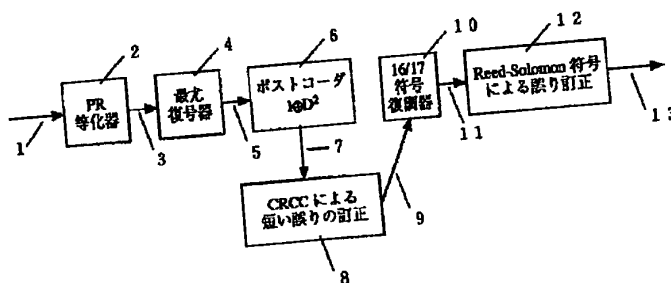 2
4
6
10
12
PR
等化器
最尤
復号器
ポストコーダ
1⊕D²
16/17
符号
復調器
Reed-Solomon 符号
による誤り訂正
1
3
5
7
11
13
CRCC による
短い誤りの訂正
9
8